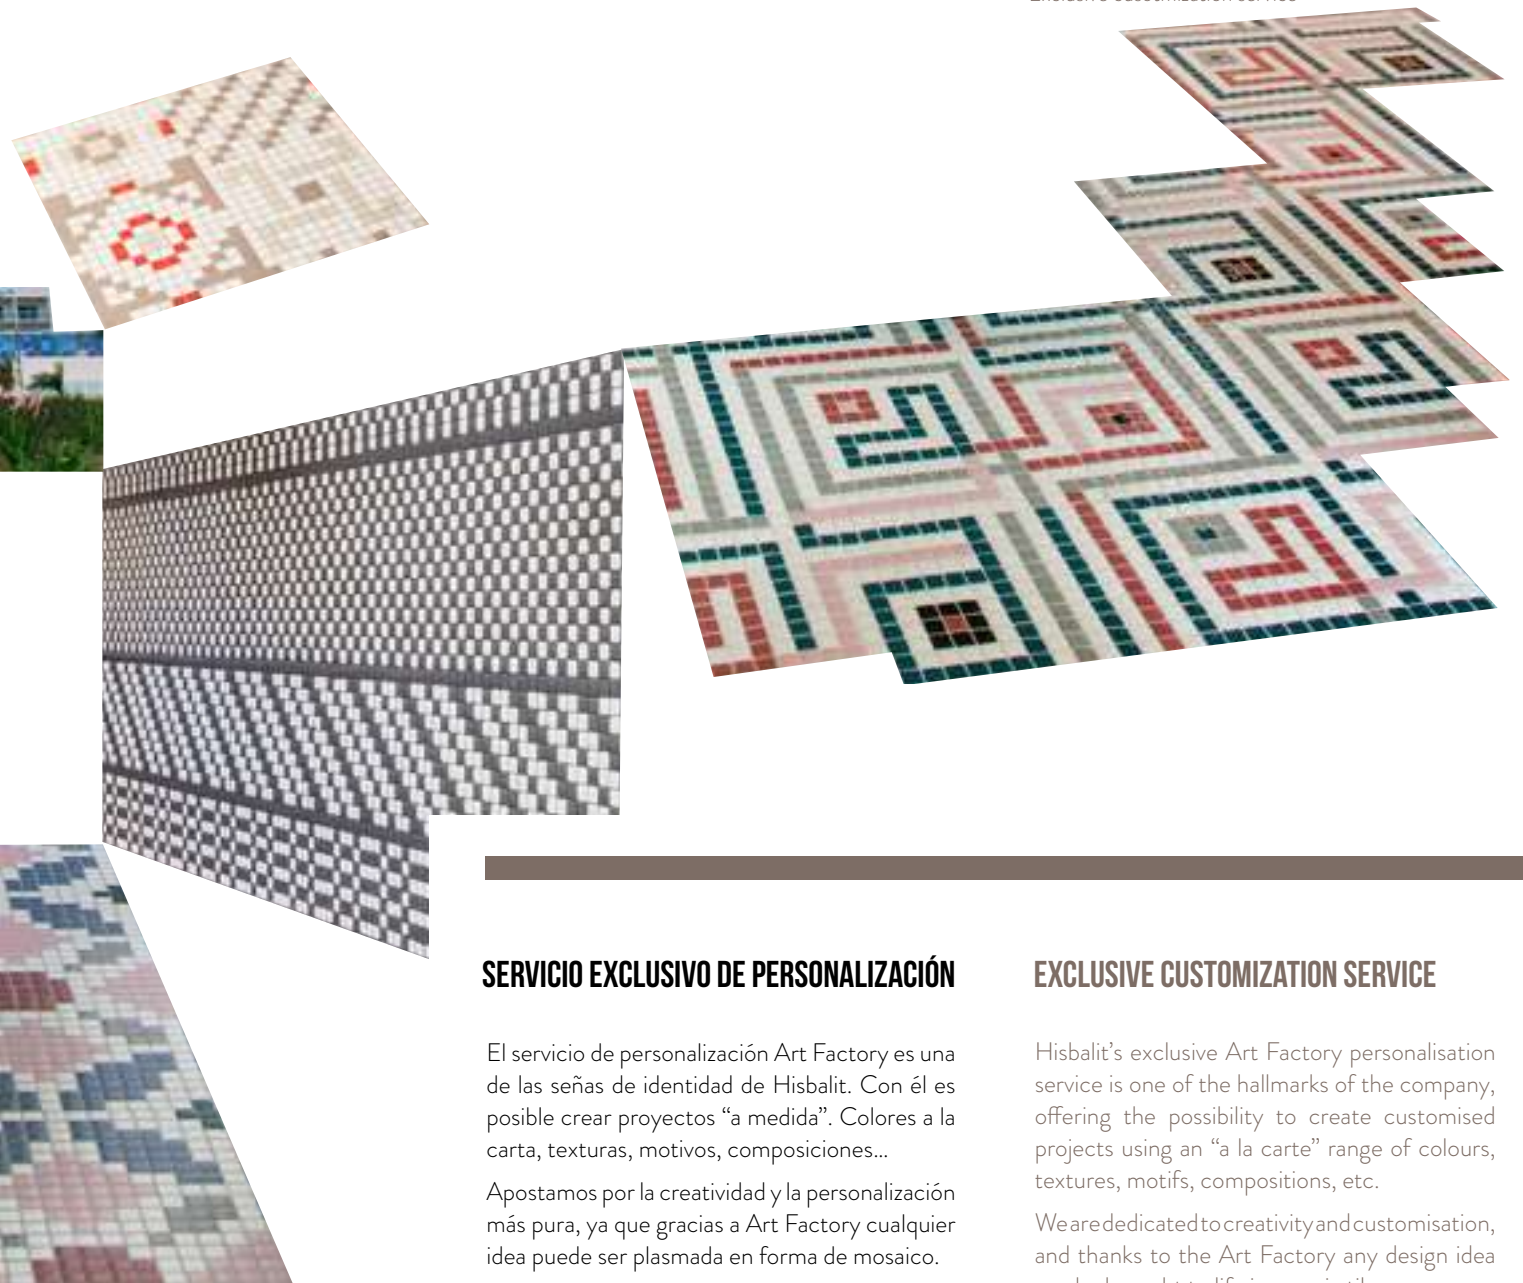 SERVICIO EXCLUSIVO DE PERSONALIZACIÓN
El servicio de personalización Art Factory es una
de las señas de identidad de Hisbalit. Con él es
posible crear proyectos “a medida”. Colores a la
carta, texturas, motivos, composiciones...
Apostamos por la creatividad y la personalización
más pura, ya que gracias a Art Factory cualquier
idea puede ser plasmada en forma de mosaico.
EXCLUSIVE CUSTOMIZATION SERVICE
Hisbalit’s exclusive Art Factory personalisation
service is one of the hallmarks of the company,
offering the possibility to create customised
projects using an “a la carte” range of colours,
textures, motifs, compositions, etc.
We are dedicated to creativity and customisation,
and thanks to the Art Factory any design idea